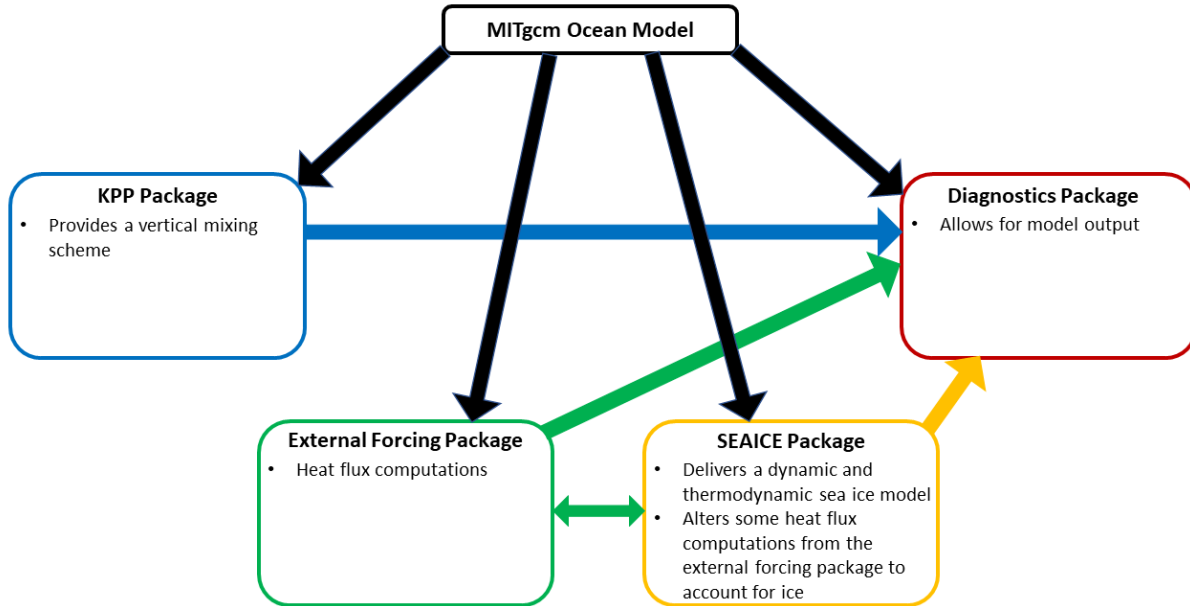 MITgcm Ocean Model
KPP Package
• Provides a vertical mixing
scheme
Diagnostics Package
• Allows for model output
External Forcing Package
• Heat flux computations
SEAICE Package
• Delivers a dynamic and
thermodynamic sea ice model
• Alters some heat flux
computations from the
external forcing package to
account for ice